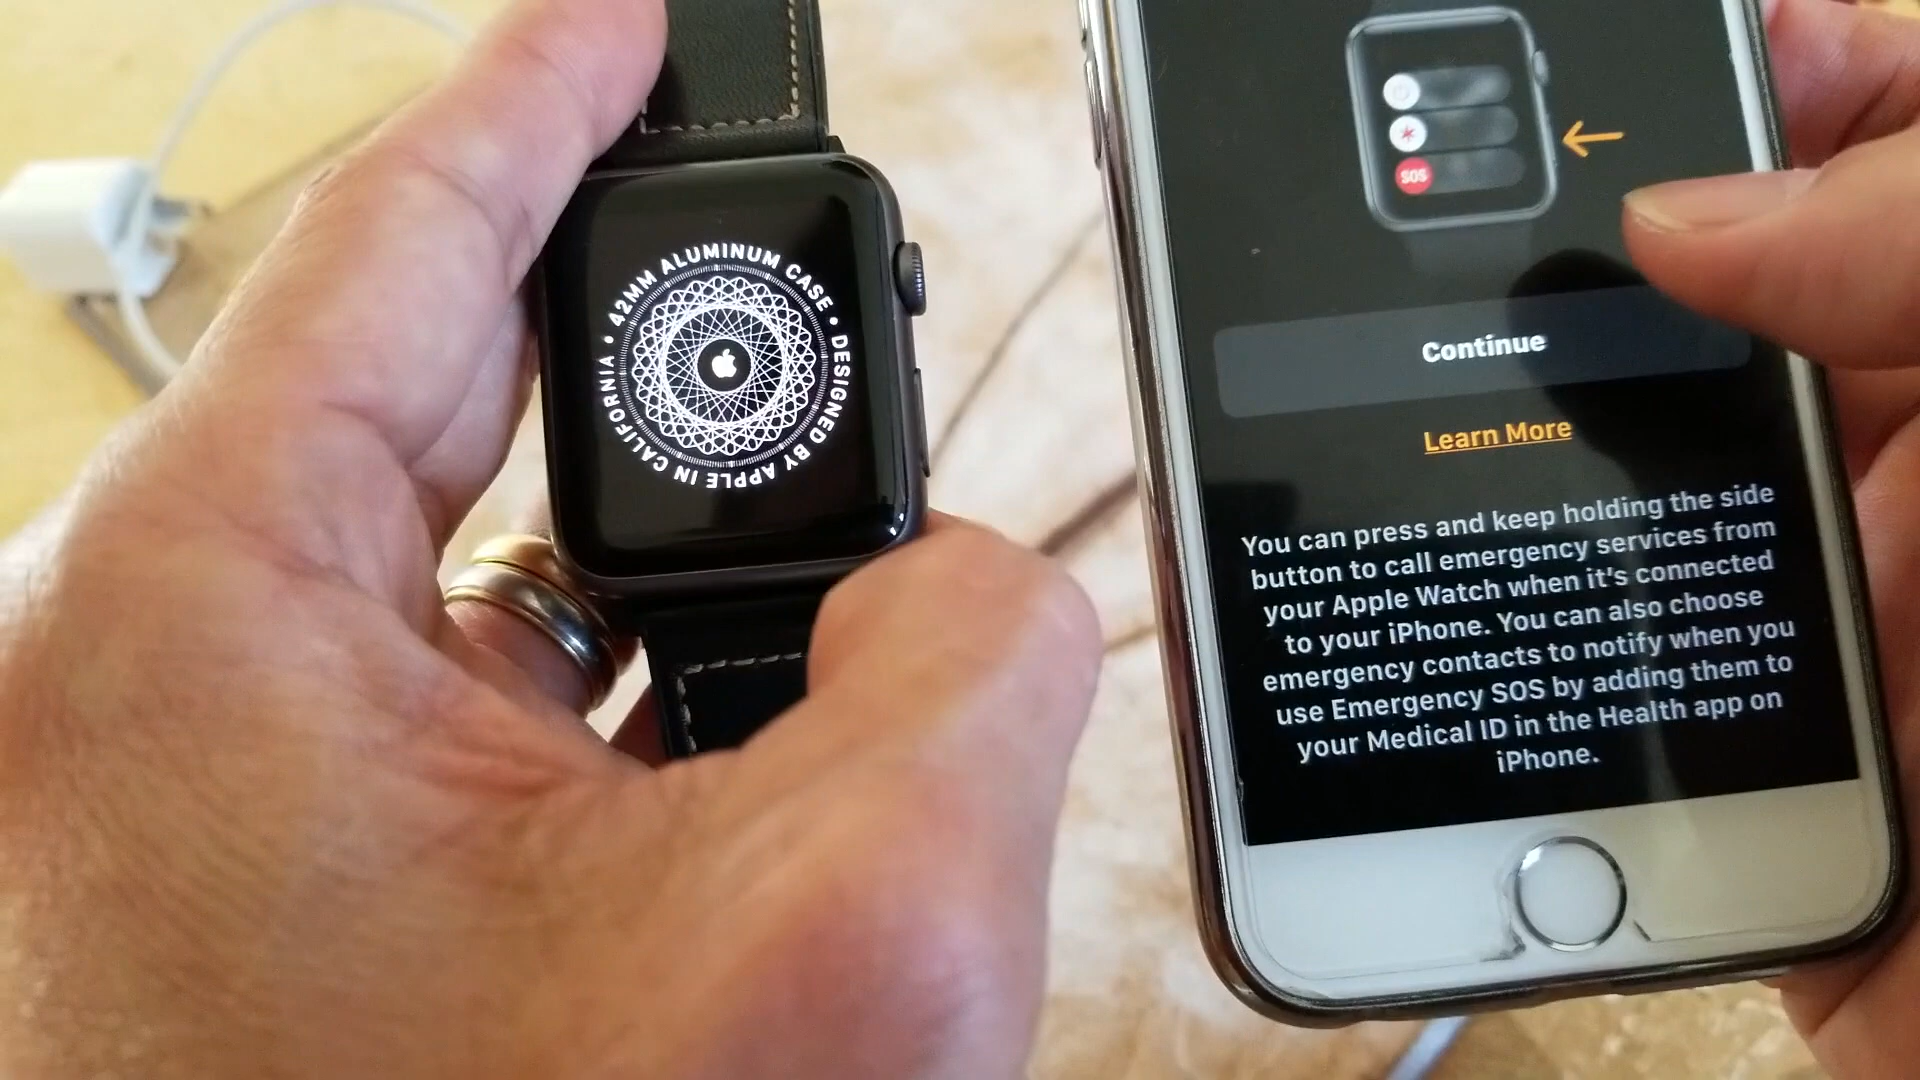 42MM ALUMINUM CASE • DESIGNED BY APPLE IN CALIFORNIA •
SOS
Continue
Learn More
You can press and keep holding the side
button to call emergency services from
your Apple Watch when it's connected
to your iPhone. You can also choose
emergency contacts to notify when you
use Emergency SOS by adding them to
your Medical ID in the Health app on
iPhone.